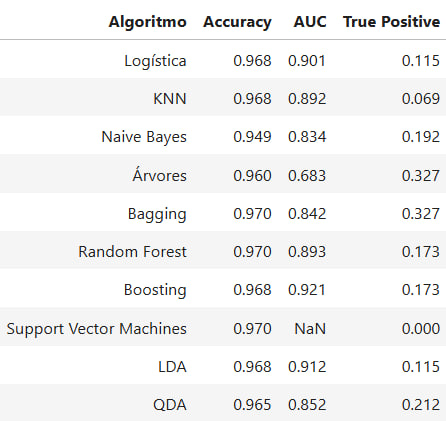 Algoritmo Accuracy AUC True Positive
Logística 0.968 0.901 0.115
KNN 0.968 0.892 0.069
Naive Bayes 0.949 0.834 0.192
Árvores 0.960 0.683 0.327
Bagging 0.970 0.842 0.327
Random Forest 0.970 0.893 0.173
Boosting 0.968 0.921 0.173
Support Vector Machines 0.970 NaN 0.000
LDA 0.968 0.912 0.115
QDA 0.965 0.852 0.212